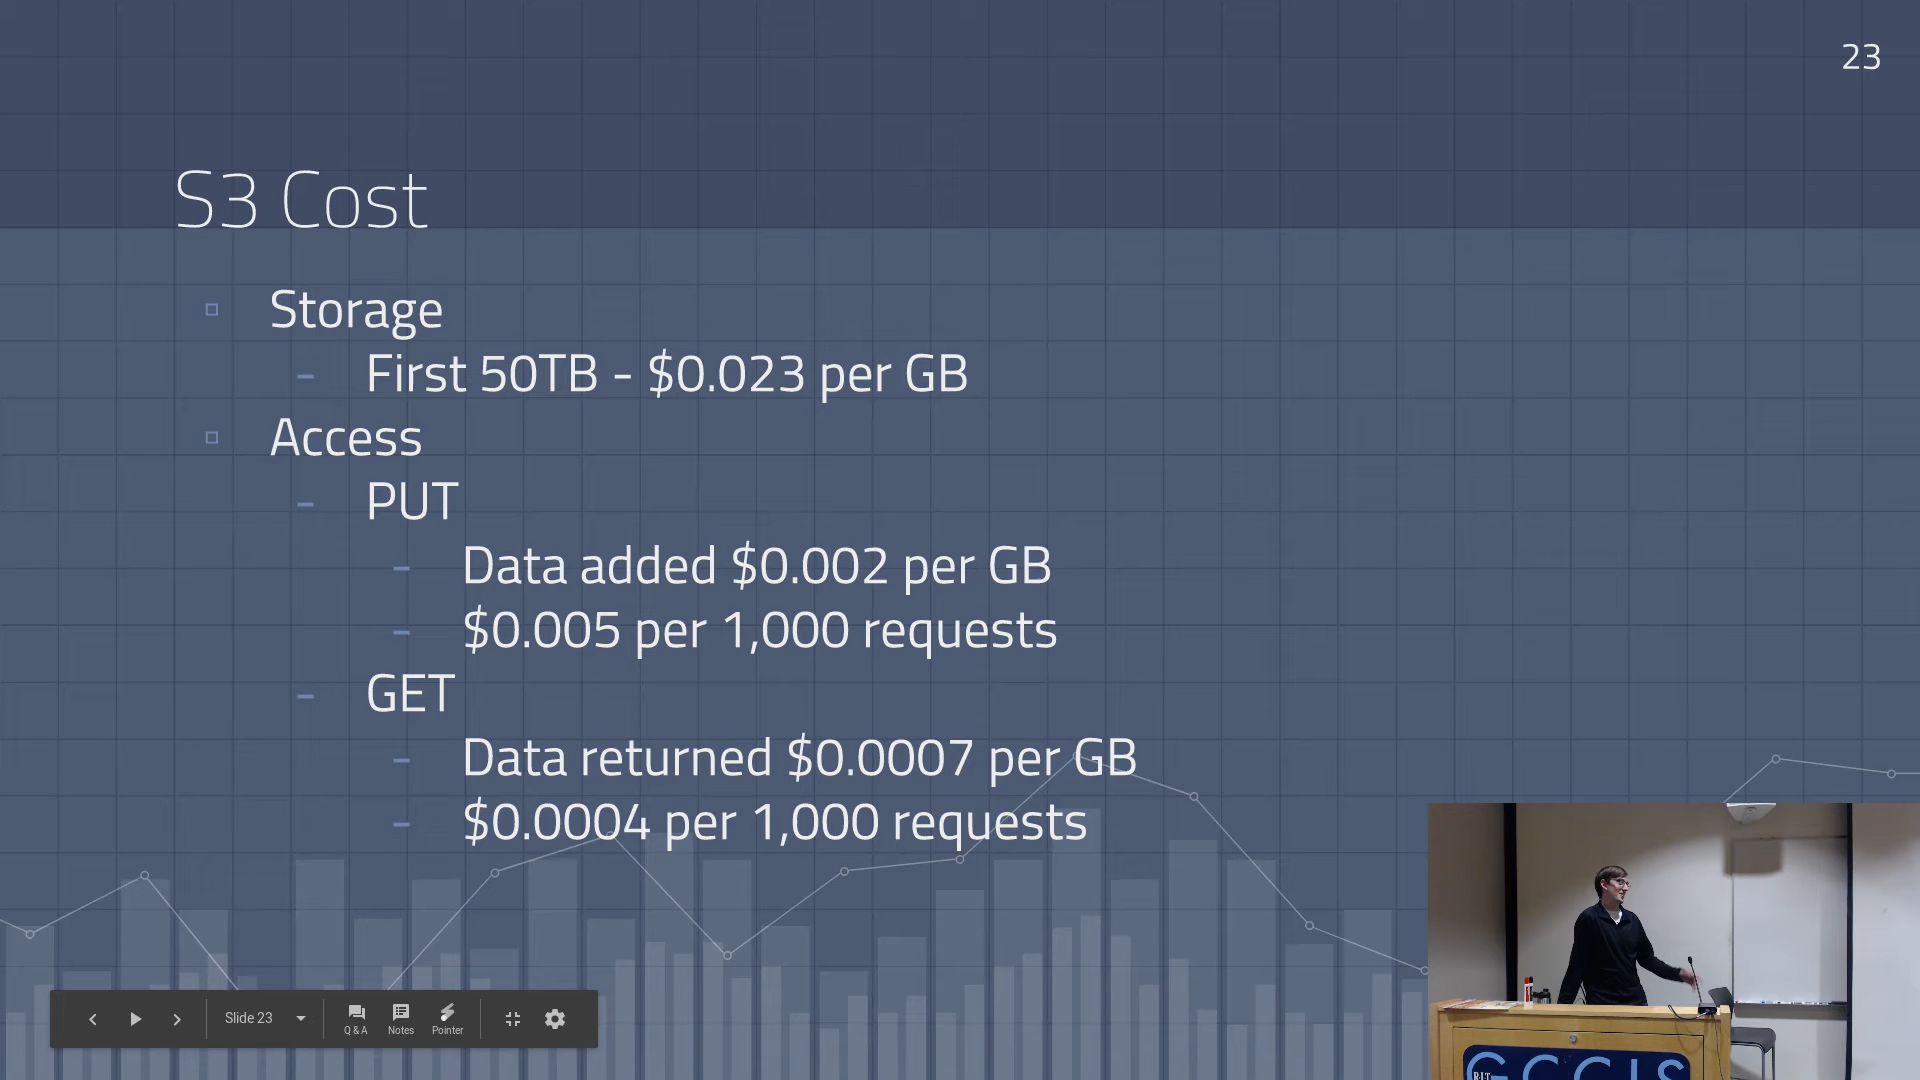 23
S3 Cost
Storage
- First 50TB - $0.023 per GB
Access
- PUT
- Data added $0.002 per GB
- $0.005 per 1,000 requests
- GET
- Data returned $0.0007 per GB
- $0.0004 per 1,000 requests
Slide 23
Q & A
Notes
Pointer
R·I·T
GCCIS